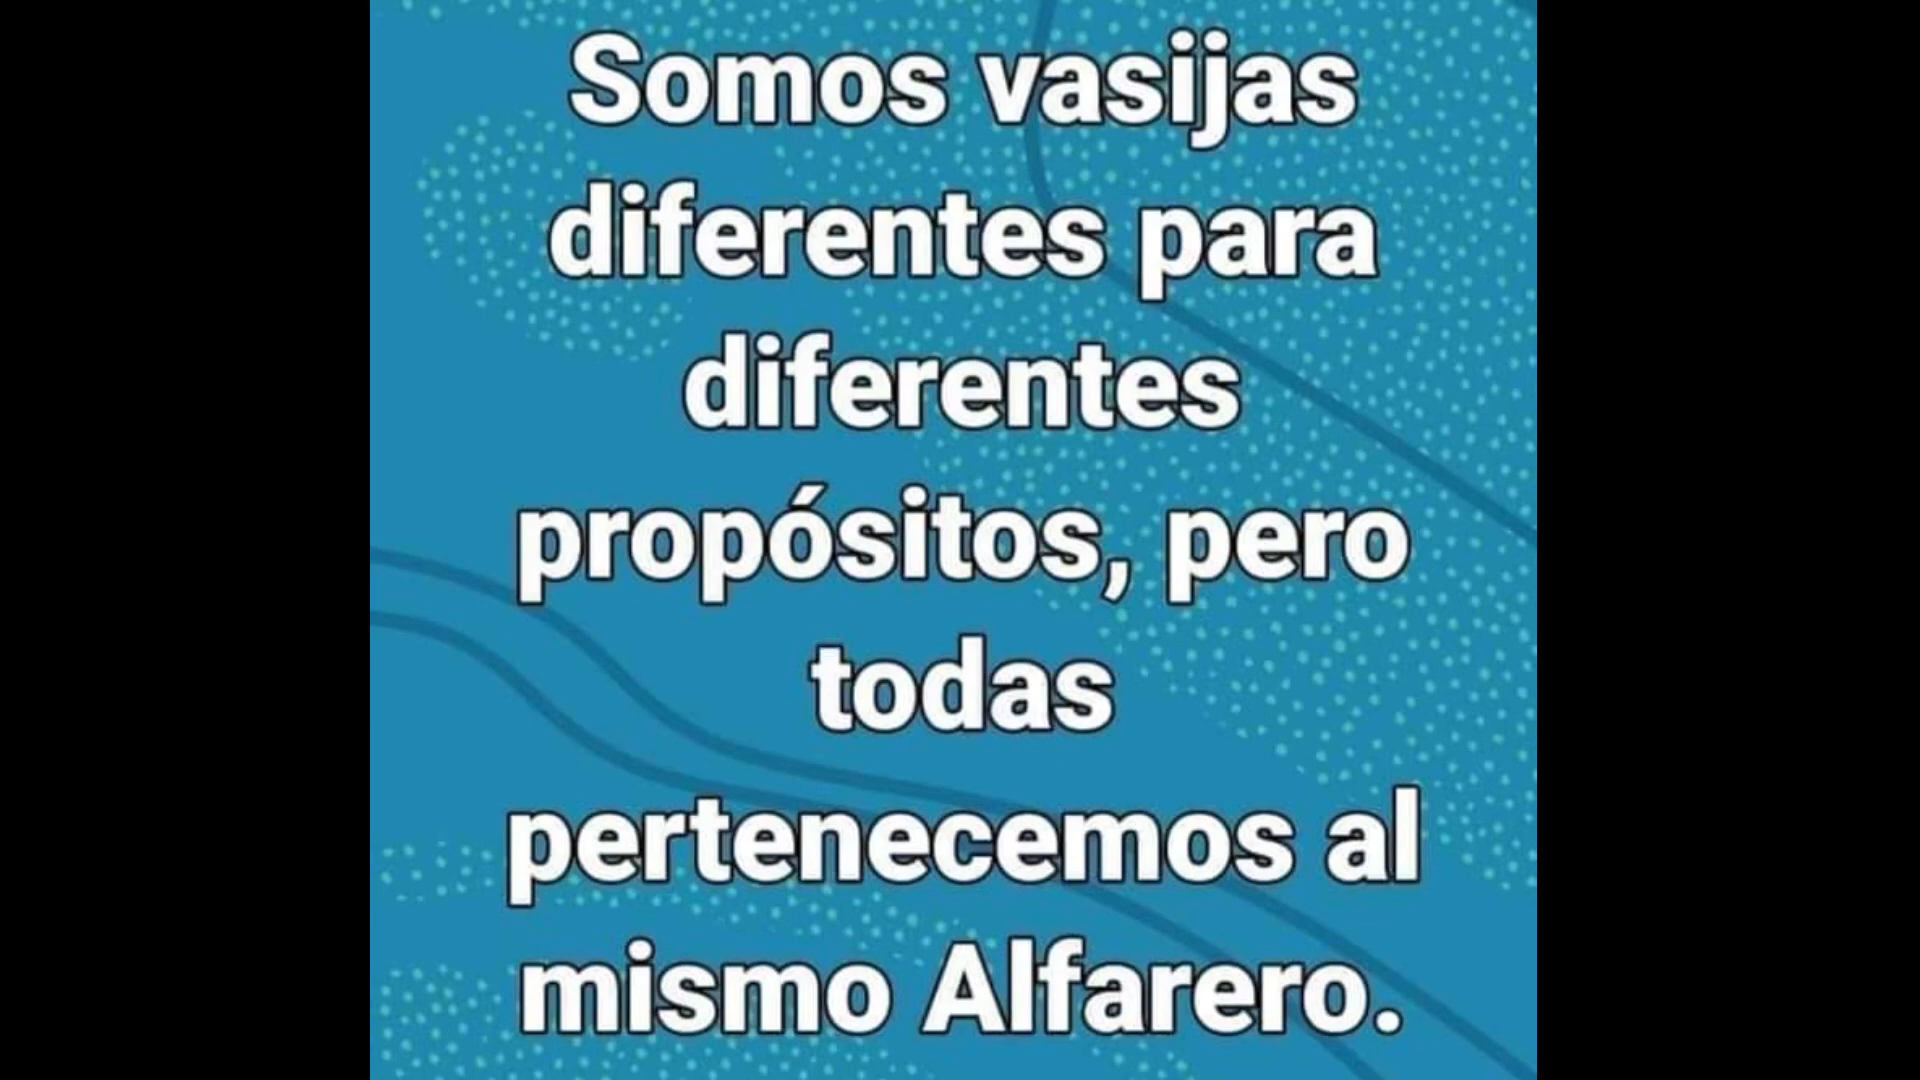 Somos vasijas
diferentes para
diferentes
propósitos, pero
todas
pertenecemos al
mismo Alfarero.